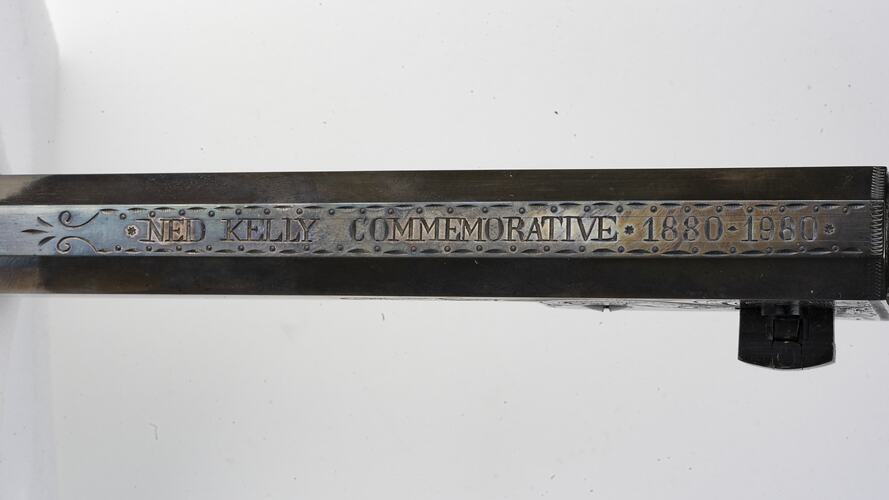 NED KELLY COMMEMORATIVE • 1880-1980